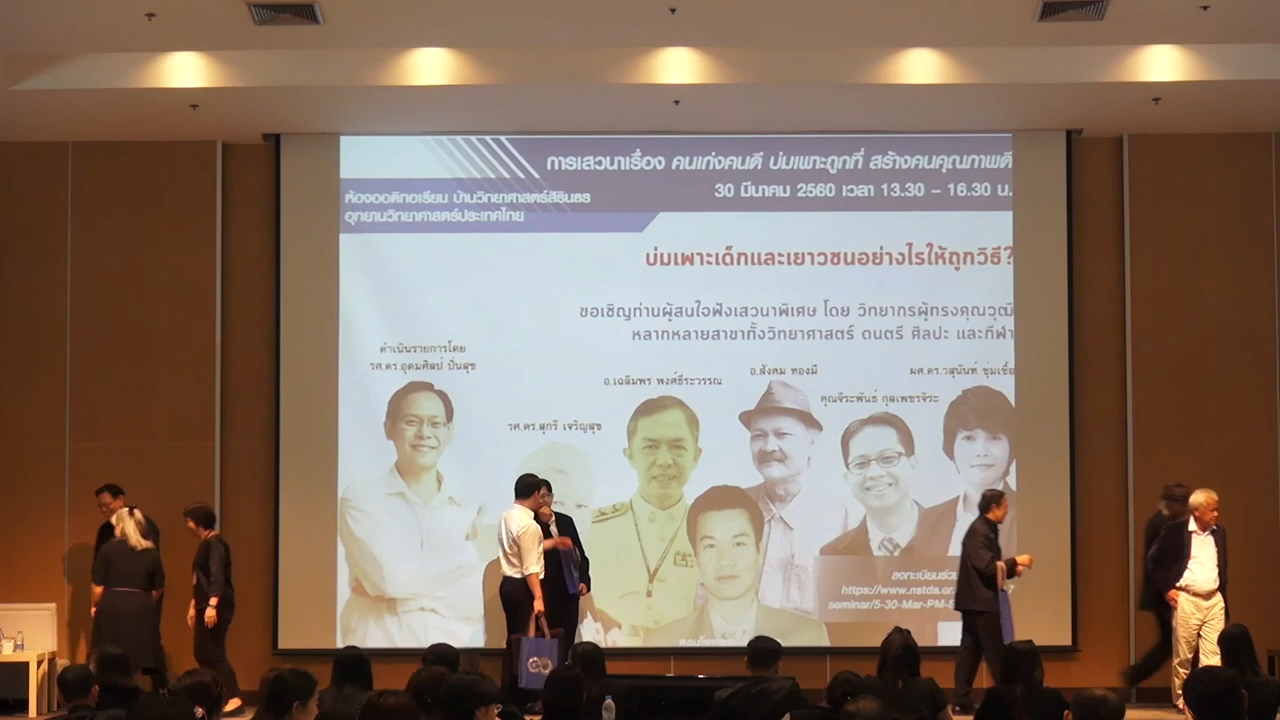 การเสวนาเรื่อง คนเก่งคนดี บ่มเพาะถูกที่ สร้างคนคุณภาพดี
30 มีนาคม 2560 เวลา 13.30 – 16.30 น.
ห้องออดิทอเรียม บ้านวิทยาศาสตร์สิรินธร
อุทยานวิทยาศาสตร์ประเทศไทย
บ่มเพาะเด็กและเยาวชนอย่างไรให้ถูกวิธี?
ขอเชิญท่านผู้สนใจฟังเสวนาพิเศษ โดย วิทยากรผู้ทรงคุณวุฒิ
หลากหลายสาขาทั้งวิทยาศาสตร์ ดนตรี ศิลปะ และกีฬา
ดำเนินรายการโดย
รศ.ดร.อุดมศิลป์ ปิ่นสุข
รศ.ดร.สุกรี เจริญสุข
อ.เฉลิมพร พงศ์ธีระวรรณ
อ.สังคม ทองมี
คุณจีระพันธ์ กุลเพชรจิระ
ผศ.ดร.วสุนันท์ ชุ่มเชื้อ
ลงทะเบียนร่วม
https://www.nstda.or
seminar/5-30-Mar-PM-